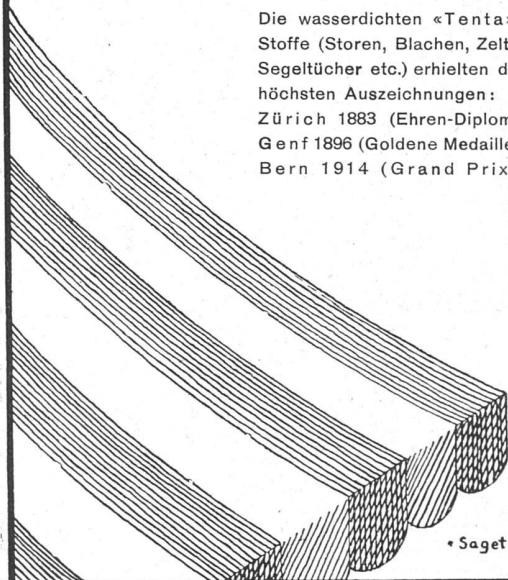 Die wasserdichten «Tenta»
Stoffe (Storen, Blachen, Zelt
Segeltücher etc.) erhielten d
höchsten Auszeichnungen:
Zürich 1883 (Ehren-Diplom
Genf 1896 (Goldene Medaille
Bern 1914 (Grand Prix
• Saget